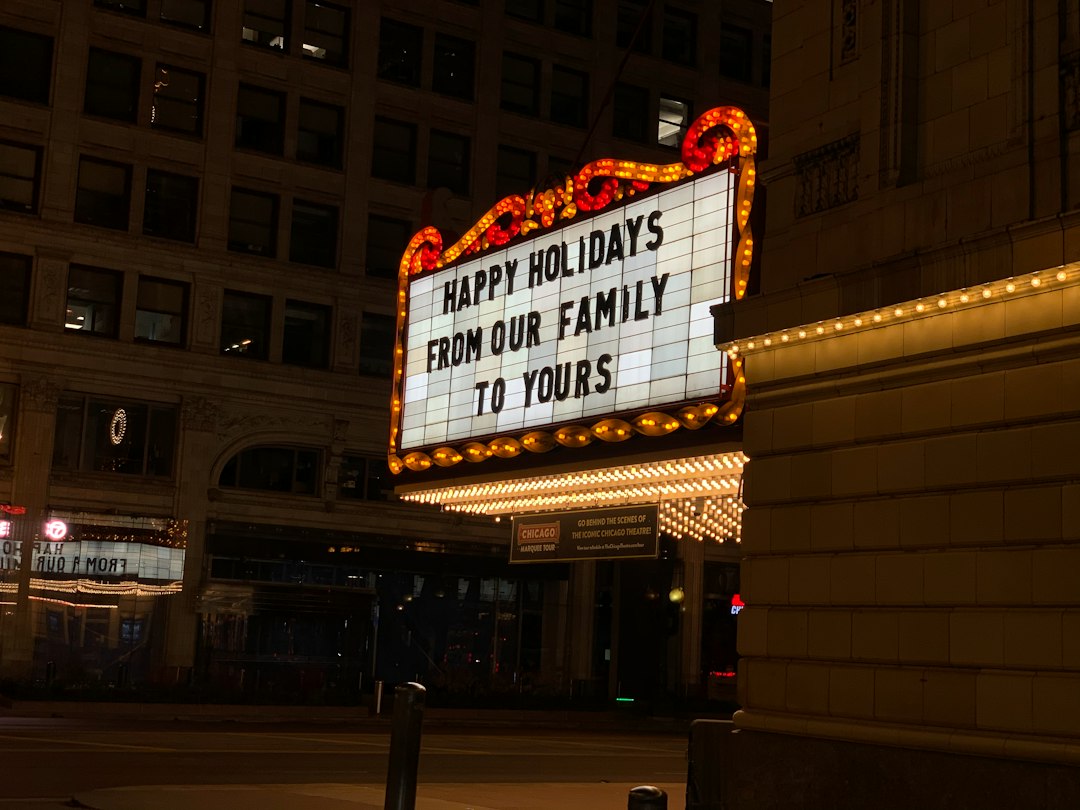 HAPPY HOLIDAYS
FROM OUR FAMILY
TO YOURS
CHICAGO
MARQUEE TOUR
GO BEHIND THE SCENES OF
THE ICONIC CHICAGO THEATRE!